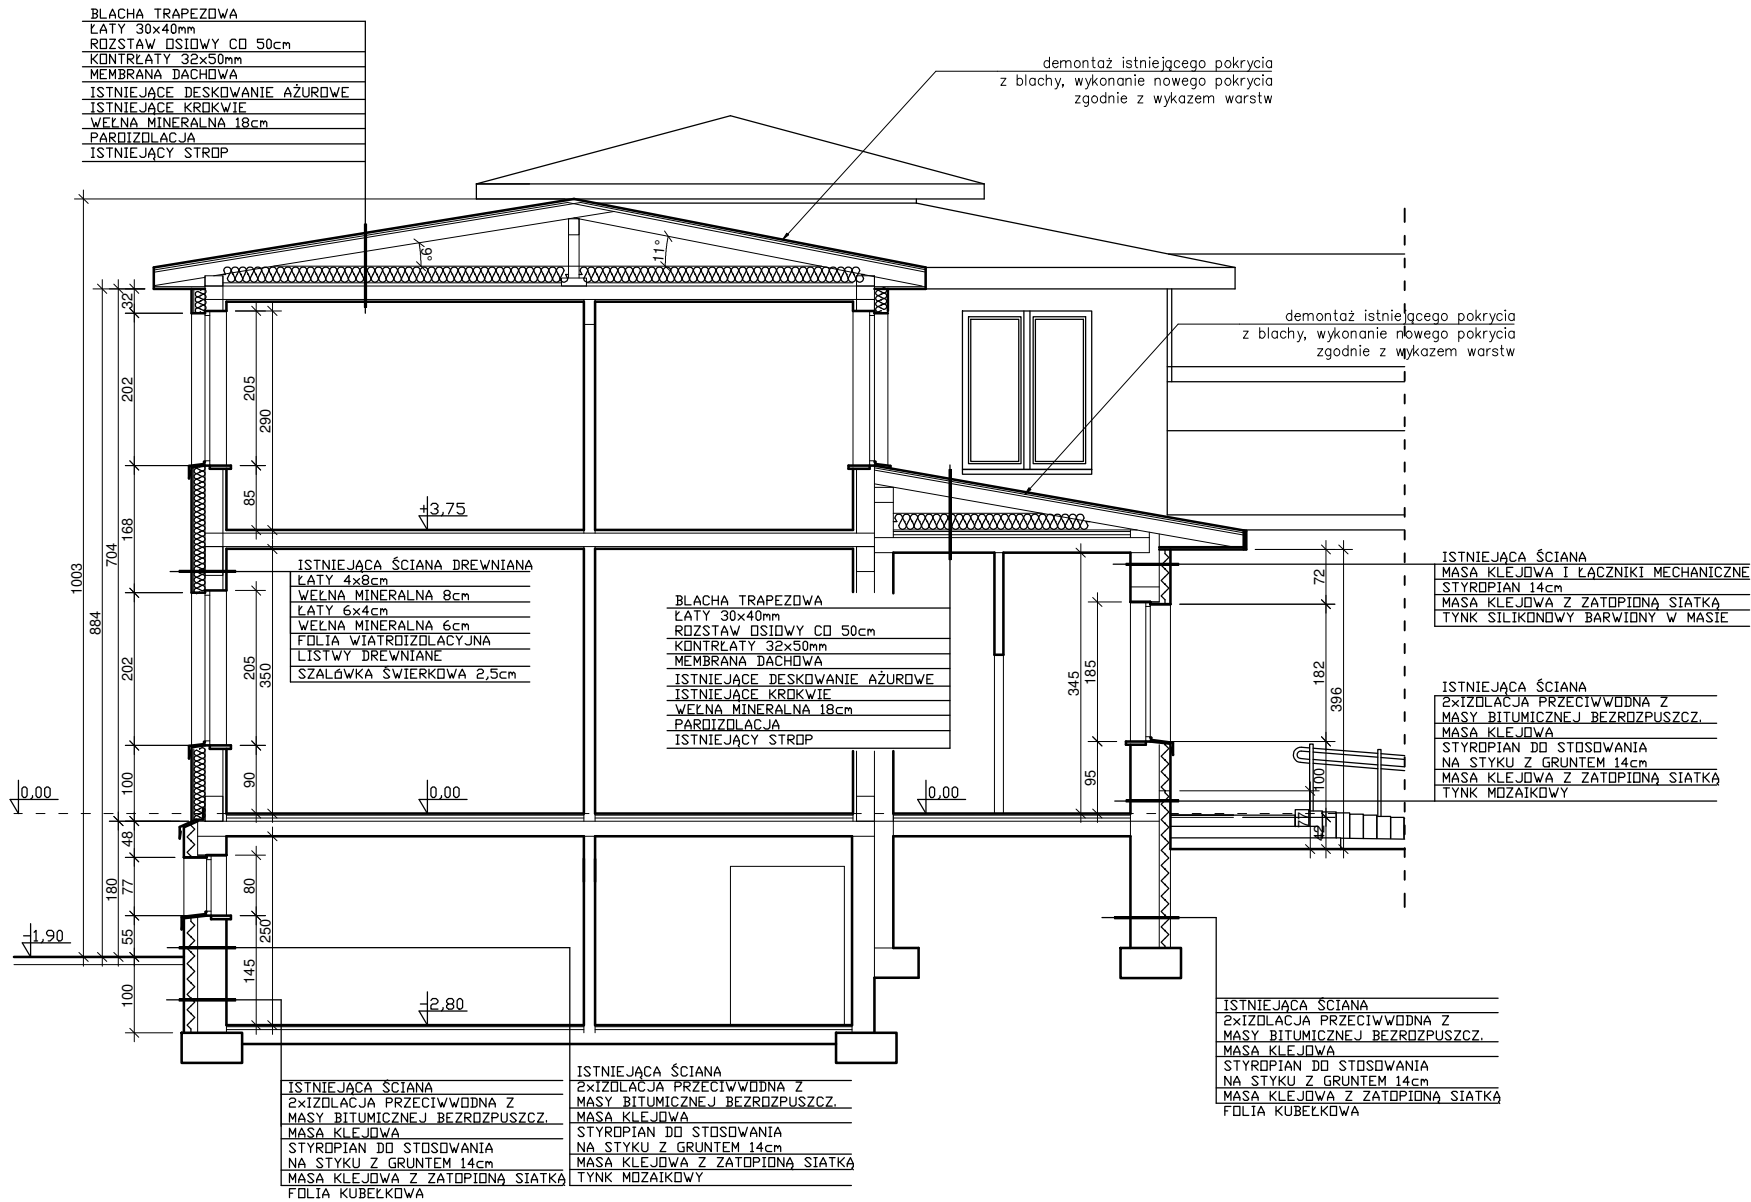 BLACHA TRAPEZOWA
ŁATY 30x40mm
ROZSTAW OSIOWY CO 50cm
KONTRŁATY 32x50mm
MEMBRANA DACHOWA
ISTNIEJĄCE DESKOWANIE AŻUROWE
ISTNIEJĄCE KROKWIE
WEŁNA MINERALNA 18cm
PAROIZOLACJA
ISTNIEJĄCY STROP
demontaż istniejącego pokrycia
z blachy, wykonanie nowego pokrycia
zgodnie z wykazem warstw
9°
11°
demontaż istniejącego pokrycia
z blachy, wykonanie nowego pokrycia
zgodnie z wykazem warstw
1003
884
704
180
32
202
168
202
100
48
77
55
100
205
290
85
205
350
90
80
250
145
+3,75
0,00
0,00
0,00
-1,90
-2,80
ISTNIEJĄCA ŚCIANA DREWNIANA
ŁATY 4x8cm
WEŁNA MINERALNA 8cm
ŁATY 6x4cm
WEŁNA MINERALNA 6cm
FOLIA WIATROIZOLACYJNA
LISTWY DREWNIANE
SZALÓWKA ŚWIERKOWA 2,5cm
BLACHA TRAPEZOWA
ŁATY 30x40mm
ROZSTAW OSIOWY CO 50cm
KONTRŁATY 32x50mm
MEMBRANA DACHOWA
ISTNIEJĄCE DESKOWANIE AŻUROWE
ISTNIEJĄCE KROKWIE
WEŁNA MINERALNA 18cm
PAROIZOLACJA
ISTNIEJĄCY STROP
345
185
95
72
182
396
100
42
ISTNIEJĄCA ŚCIANA
MASA KLEJOWA I ŁĄCZNIKI MECHANICZNE
STYROPIAN 14cm
MASA KLEJOWA Z ZATOPIONĄ SIATKĄ
TYNK SILIKONOWY BARWIONY W MASIE
ISTNIEJĄCA ŚCIANA
2xIZOLACJA PRZECIWWODNA Z
MASY BITUMICZNEJ BEZROZPUSZCZ.
MASA KLEJOWA
STYROPIAN DO STOSOWANIA
NA STYKU Z GRUNTEM 14cm
MASA KLEJOWA Z ZATOPIONĄ SIATKĄ
TYNK MOZAIKOWY
ISTNIEJĄCA ŚCIANA
2xIZOLACJA PRZECIWWODNA Z
MASY BITUMICZNEJ BEZROZPUSZCZ.
MASA KLEJOWA
STYROPIAN DO STOSOWANIA
NA STYKU Z GRUNTEM 14cm
MASA KLEJOWA Z ZATOPIONĄ SIATKĄ
FOLIA KUBEŁKOWA
ISTNIEJĄCA ŚCIANA
2xIZOLACJA PRZECIWWODNA Z
MASY BITUMICZNEJ BEZROZPUSZCZ.
MASA KLEJOWA
STYROPIAN DO STOSOWANIA
NA STYKU Z GRUNTEM 14cm
MASA KLEJOWA Z ZATOPIONĄ SIATKĄ
TYNK MOZAIKOWY
ISTNIEJĄCA ŚCIANA
2xIZOLACJA PRZECIWWODNA Z
MASY BITUMICZNEJ BEZROZPUSZCZ.
MASA KLEJOWA
STYROPIAN DO STOSOWANIA
NA STYKU Z GRUNTEM 14cm
MASA KLEJOWA Z ZATOPIONĄ SIATKĄ
FOLIA KUBEŁKOWA